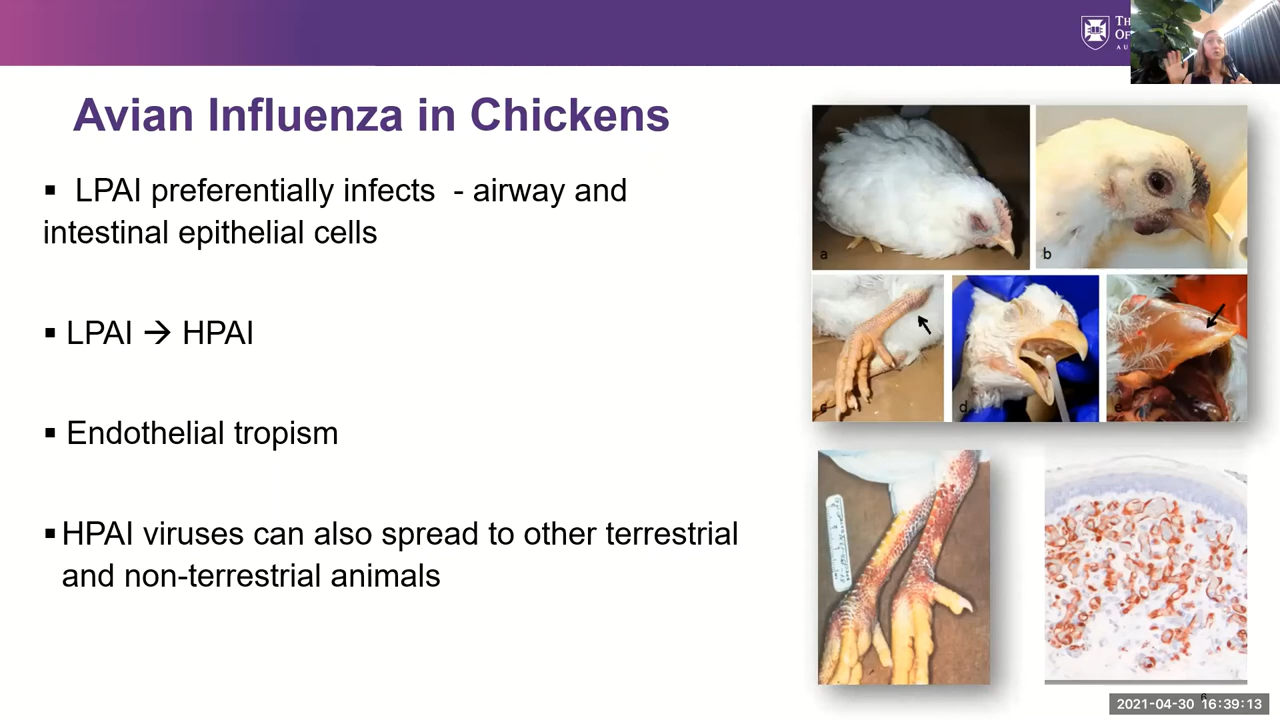 Avian Influenza in Chickens
▪ LPAI preferentially infects - airway and
intestinal epithelial cells
▪ LPAI → HPAI
▪ Endothelial tropism
▪ HPAI viruses can also spread to other terrestrial
and non-terrestrial animals
a
b
c
d
e
2021-04-30 16:39:13